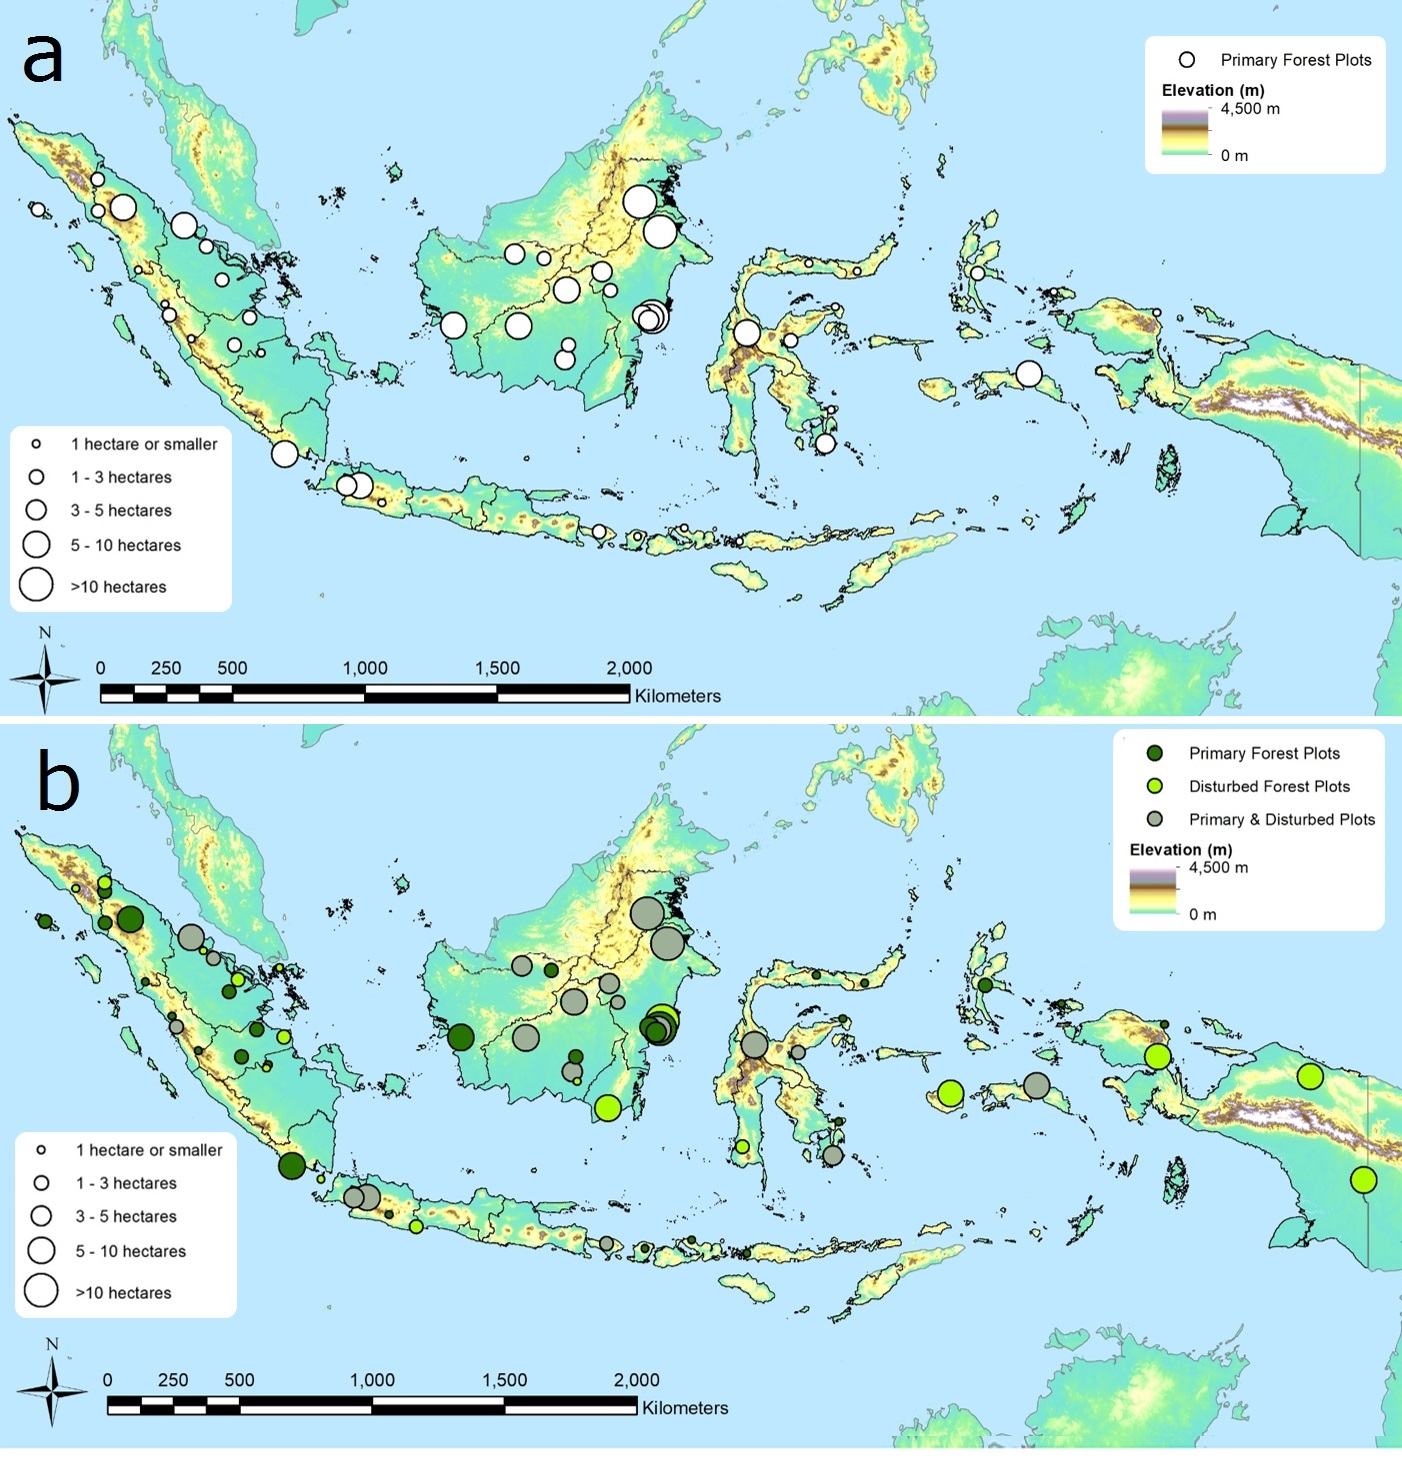 a
Primary Forest Plots
Elevation (m)
4,500 m
0 m
1 hectare or smaller
1 - 3 hectares
3 - 5 hectares
5 - 10 hectares
>10 hectares
N
0 250 500 1,000 1,500 2,000
Kilometers
b
Primary Forest Plots
Disturbed Forest Plots
Primary & Disturbed Plots
Elevation (m)
4,500 m
0 m
1 hectare or smaller
1 - 3 hectares
3 - 5 hectares
5 - 10 hectares
>10 hectares
N
0 250 500 1,000 1,500 2,000
Kilometers